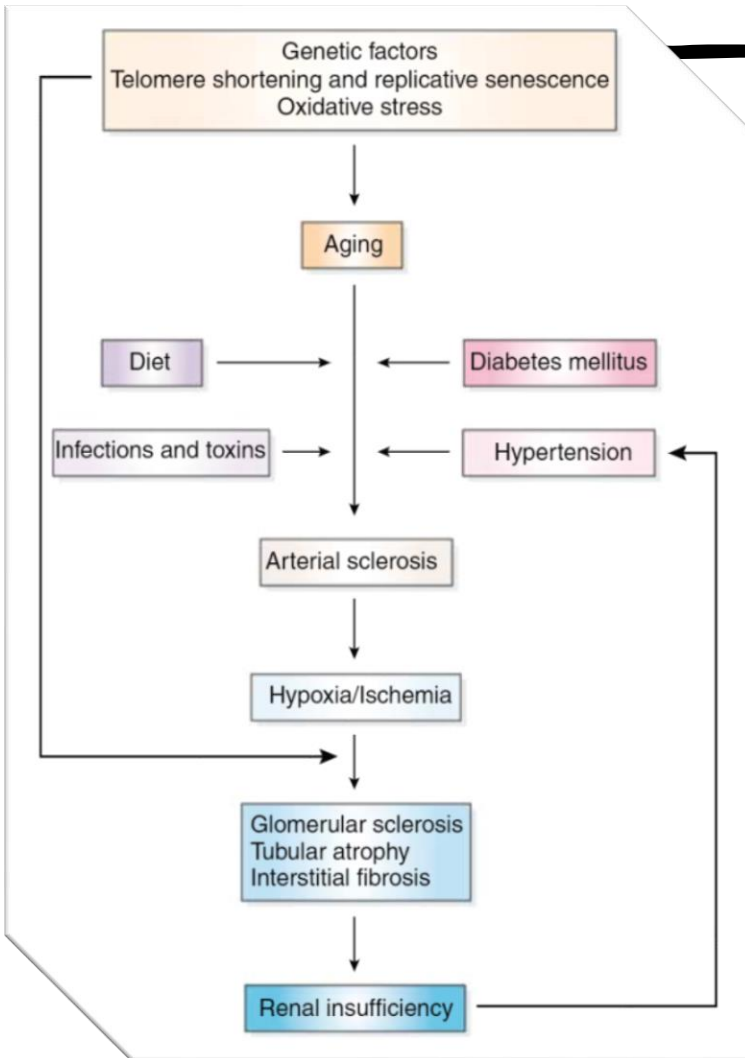 Genetic factors
Telomere shortening and replicative senescence
Oxidative stress
Aging
Diet
Diabetes mellitus
Infections and toxins
Hypertension
Arterial sclerosis
Hypoxia/Ischemia
Glomerular sclerosis
Tubular atrophy
Interstitial fibrosis
Renal insufficiency